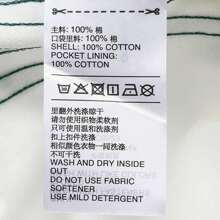 主料: 100% 棉
口袋里料: 100% 棉
SHELL: 100% COTTON
POCKET LINING:
100% COTTON
里翻外洗涤晾干
请勿使用织物柔软剂
只可使用温和洗涤剂
扣上扣件洗涤
相似颜色衣物一同洗涤
不可干洗
WASH AND DRY INSIDE
OUT
DO NOT USE FABRIC
SOFTENER
USE MILD DETERGENT